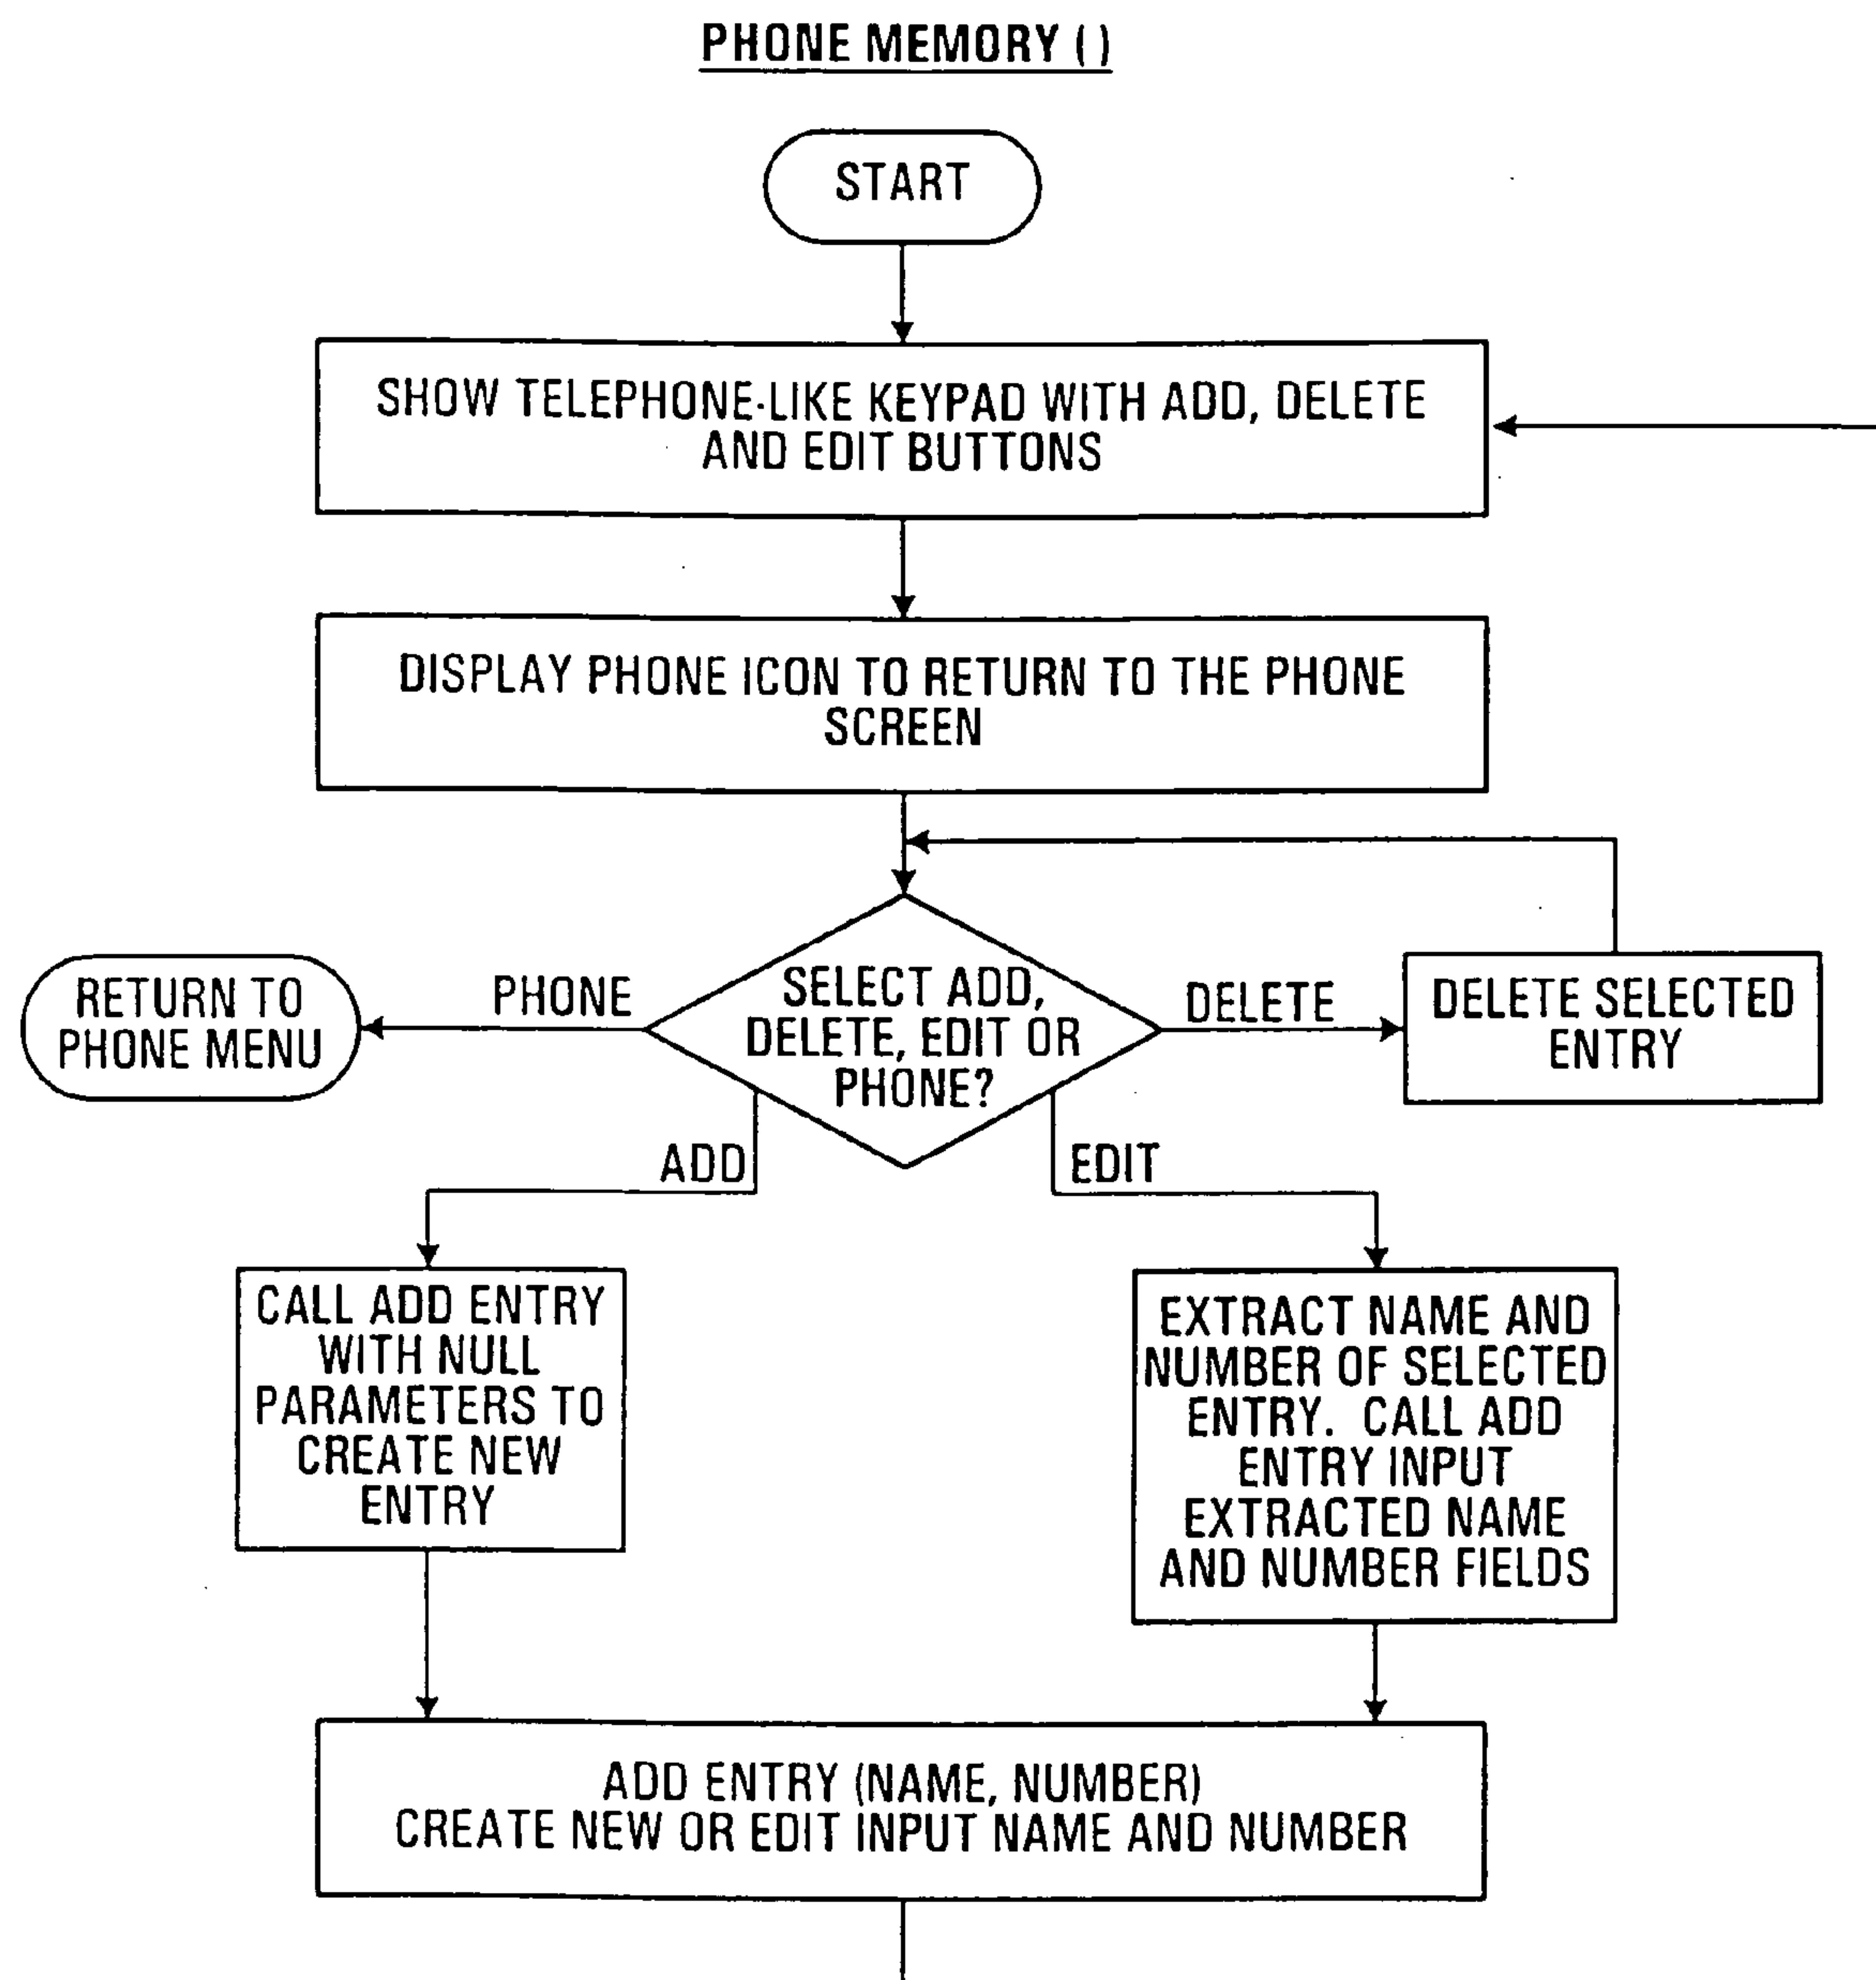 PHONE MEMORY ( )
START
SHOW TELEPHONE-LIKE KEYPAD WITH ADD, DELETE
AND EDIT BUTTONS
DISPLAY PHONE ICON TO RETURN TO THE PHONE
SCREEN
RETURN TO
PHONE MENU
PHONE
SELECT ADD,
DELETE, EDIT OR
PHONE?
DELETE
DELETE SELECTED
ENTRY
ADD
EDIT
CALL ADD ENTRY
WITH NULL
PARAMETERS TO
CREATE NEW
ENTRY
EXTRACT NAME AND
NUMBER OF SELECTED
ENTRY. CALL ADD
ENTRY INPUT
EXTRACTED NAME
AND NUMBER FIELDS
ADD ENTRY (NAME, NUMBER)
CREATE NEW OR EDIT INPUT NAME AND NUMBER